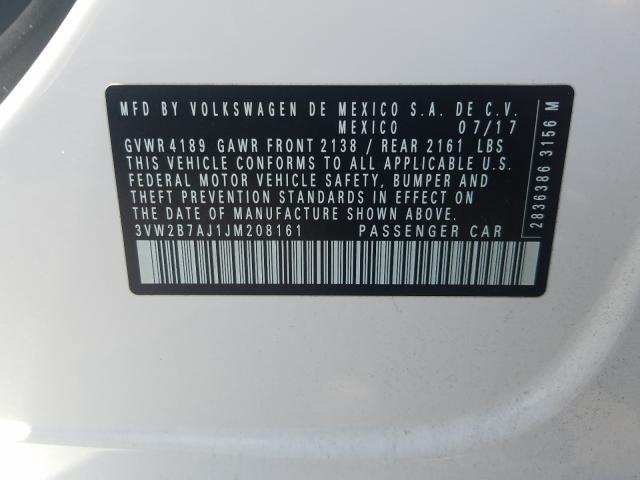 MFD BY VOLKSWAGEN DE MEXICO S.A. DE C.V.
MEXICO 07/17
GVWR 4189 GAWR FRONT 2138 / REAR 2161 LBS
THIS VEHICLE CONFORMS TO ALL APPLICABLE U.S.
FEDERAL MOTOR VEHICLE SAFETY, BUMPER AND
THEFT PREVENTION STANDARDS IN EFFECT ON
THE DATE OF MANUFACTURE SHOWN ABOVE.
3VW2B7AJ1JM208161 PASSENGER CAR
2836386 3156 M